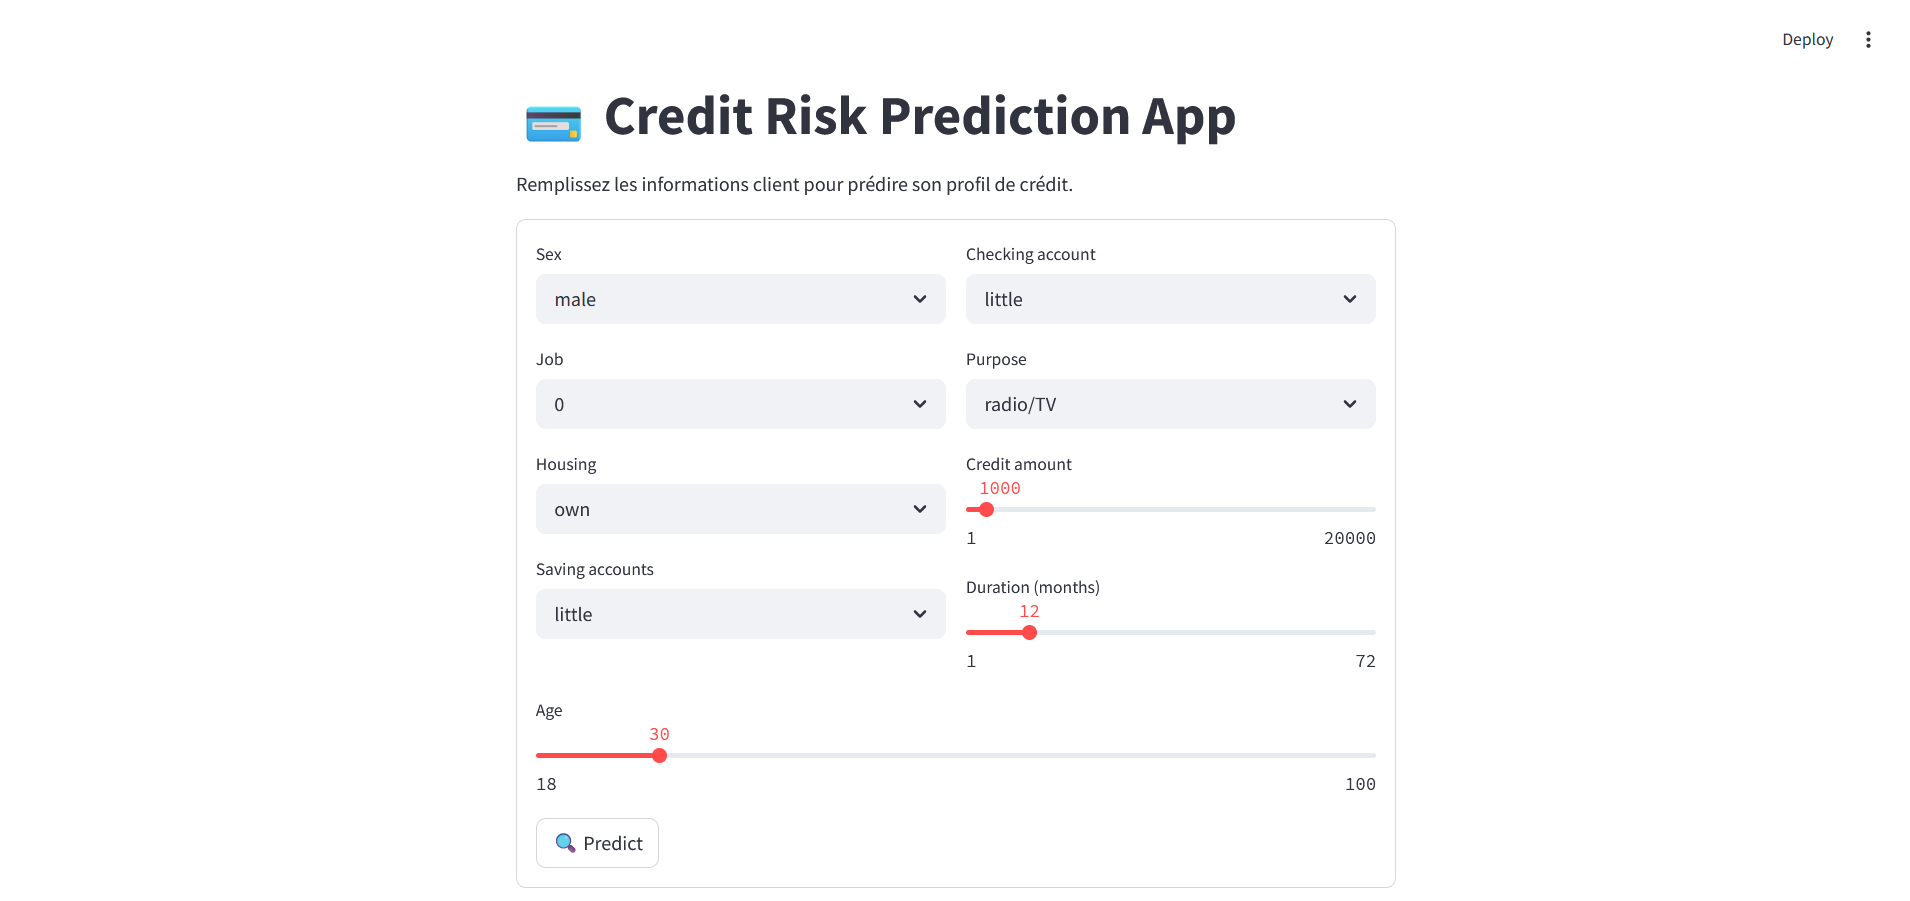 Deploy
Credit Risk Prediction App
Remplissez les informations client pour prédire son profil de crédit.
Sex
male
Job
0
Housing
own
Saving accounts
little
Checking account
little
Purpose
radio/TV
Credit amount
1000
1 20000
Duration (months)
12
1 72
Age
30
18 100
Predict